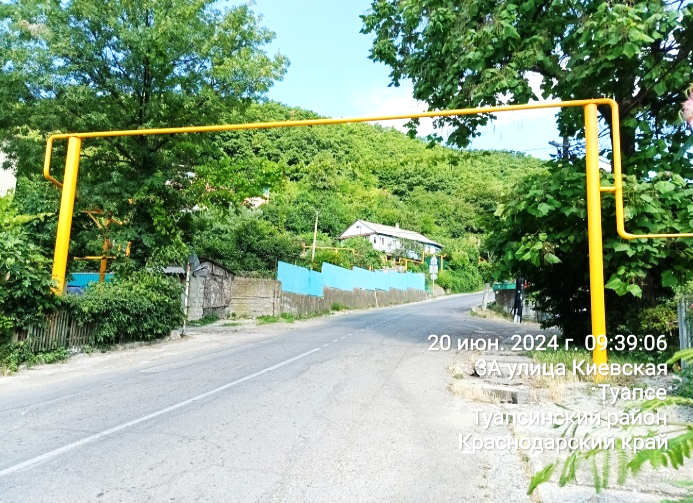 20 июн. 2024 г. 09:39:06
3А улица Киевская
Туапсе
Туапсинский район
Краснодарский край